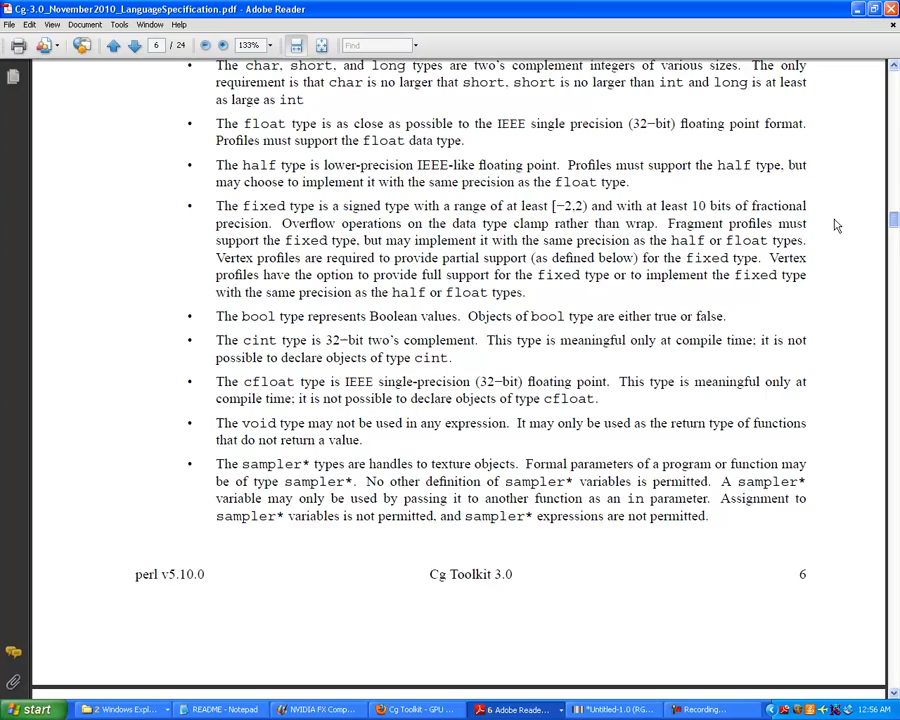 Cg-3.0_November2010_LanguageSpecification.pdf - Adobe Reader
File Edit View Document Tools Window Help
6 / 24 133% Find
• The char, short, and long types are two's complement integers of various sizes. The only
requirement is that char is no larger that short, short is no larger than int and long is at least
as large as int
• The float type is as close as possible to the IEEE single precision (32−bit) floating point format.
Profiles must support the float data type.
• The half type is lower-precision IEEE-like floating point. Profiles must support the half type, but
may choose to implement it with the same precision as the float type.
• The fixed type is a signed type with a range of at least [−2,2) and with at least 10 bits of fractional
precision. Overflow operations on the data type clamp rather than wrap. Fragment profiles must
support the fixed type, but may implement it with the same precision as the half or float types.
Vertex profiles are required to provide partial support (as defined below) for the fixed type. Vertex
profiles have the option to provide full support for the fixed type or to implement the fixed type
with the same precision as the half or float types.
• The bool type represents Boolean values. Objects of bool type are either true or false.
• The cint type is 32−bit two's complement. This type is meaningful only at compile time; it is not
possible to declare objects of type cint.
• The cfloat type is IEEE single-precision (32−bit) floating point. This type is meaningful only at
compile time; it is not possible to declare objects of type cfloat.
• The void type may not be used in any expression. It may only be used as the return type of functions
that do not return a value.
• The sampler* types are handles to texture objects. Formal parameters of a program or function may
be of type sampler*. No other definition of sampler* variables is permitted. A sampler*
variable may only be used by passing it to another function as an in parameter. Assignment to
sampler* variables is not permitted, and sampler* expressions are not permitted.
perl v5.10.0 Cg Toolkit 3.0 6
start 2 Windows Expl... README - Notepad NVIDIA FX Comp... Cg Toolkit - GPU ... 6 Adobe Reade... *Untitled-1.0 (RG... Recording... 12:56 AM